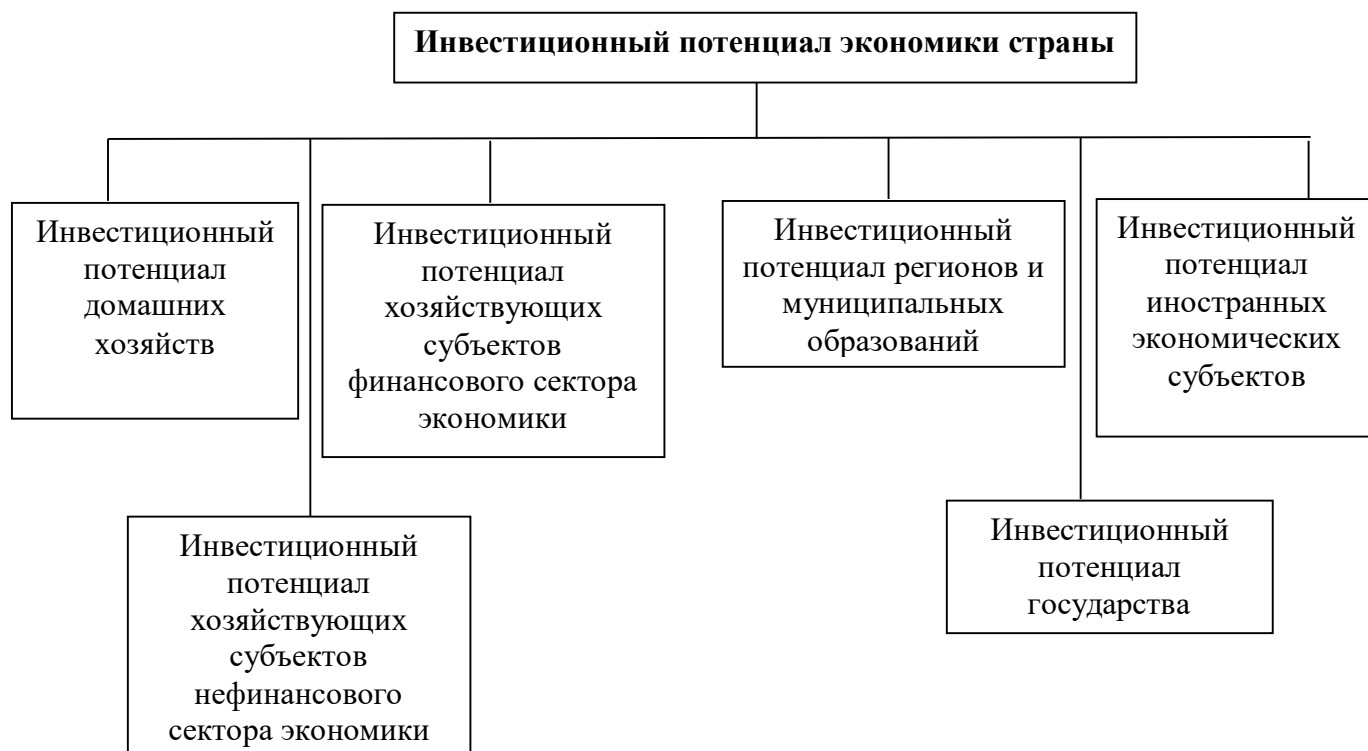 Инвестиционный потенциал экономики страны
Инвестиционный
потенциал
домашних
хозяйств
Инвестиционный
потенциал
хозяйствующих
субъектов
финансового сектора
экономики
Инвестиционный
потенциал регионов и
муниципальных
образований
Инвестиционный
потенциал
иностранных
экономических
субъектов
Инвестиционный
потенциал
хозяйствующих
субъектов
нефинансового
сектора экономики
Инвестиционный
потенциал
государства